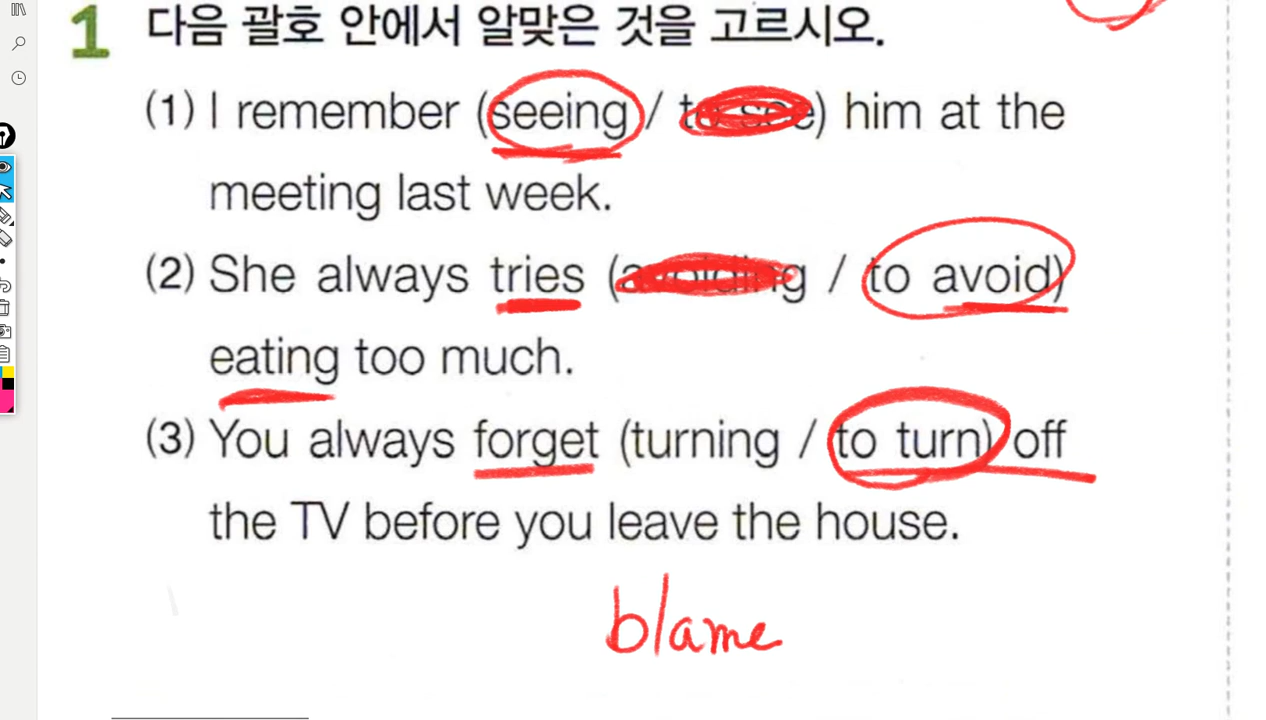 1 다음 괄호 안에서 알맞은 것을 고르시오.
(1) I remember (seeing / to see) him at the
meeting last week.
(2) She always tries (avoiding / to avoid)
eating too much.
(3) You always forget (turning / to turn) off
the TV before you leave the house.
blame